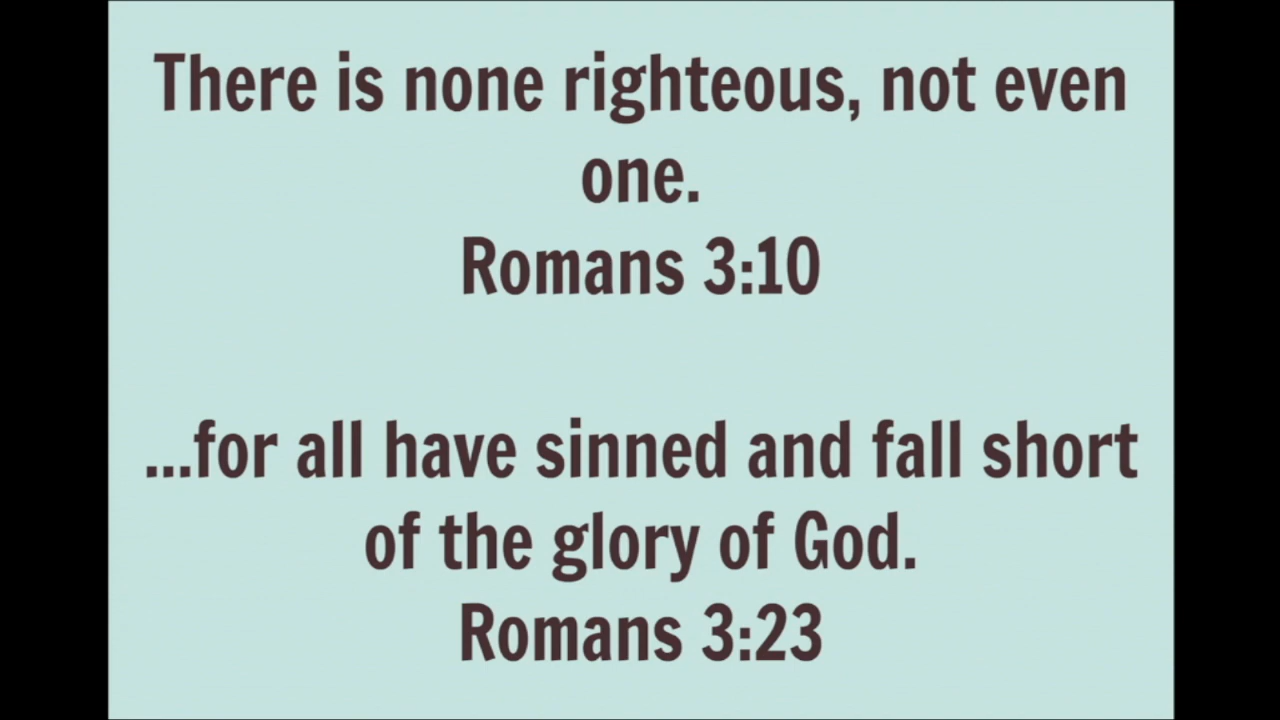 There is none righteous, not even
one.
Romans 3:10
...for all have sinned and fall short
of the glory of God.
Romans 3:23